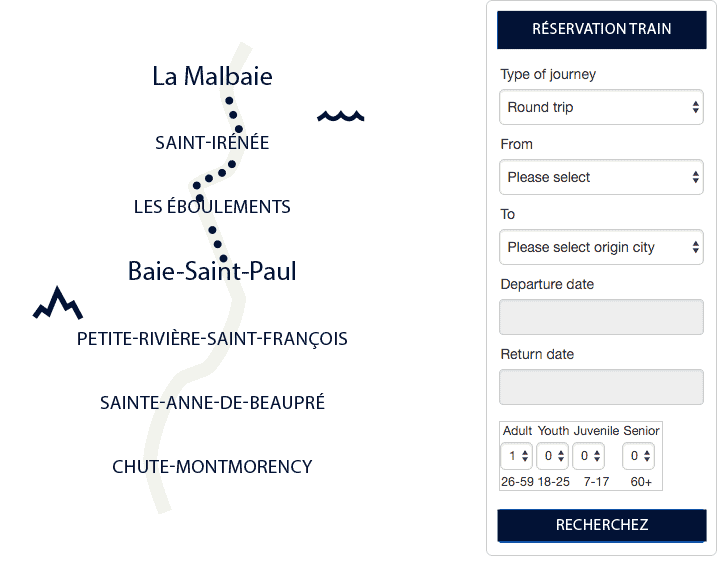 La Malbaie
SAINT-IRÉNÉE
LES ÉBOULEMENTS
Baie-Saint-Paul
PETITE-RIVIÈRE-SAINT-FRANÇOIS
SAINTE-ANNE-DE-BEAUPRÉ
CHUTE-MONTMORENCY
RÉSERVATION TRAIN
Type of journey
Round trip
From
Please select
To
Please select origin city
Departure date
Return date
Adult Youth Juvenile Senior
1 0 0 0
26-59 18-25 7-17 60+
RECHERCHEZ